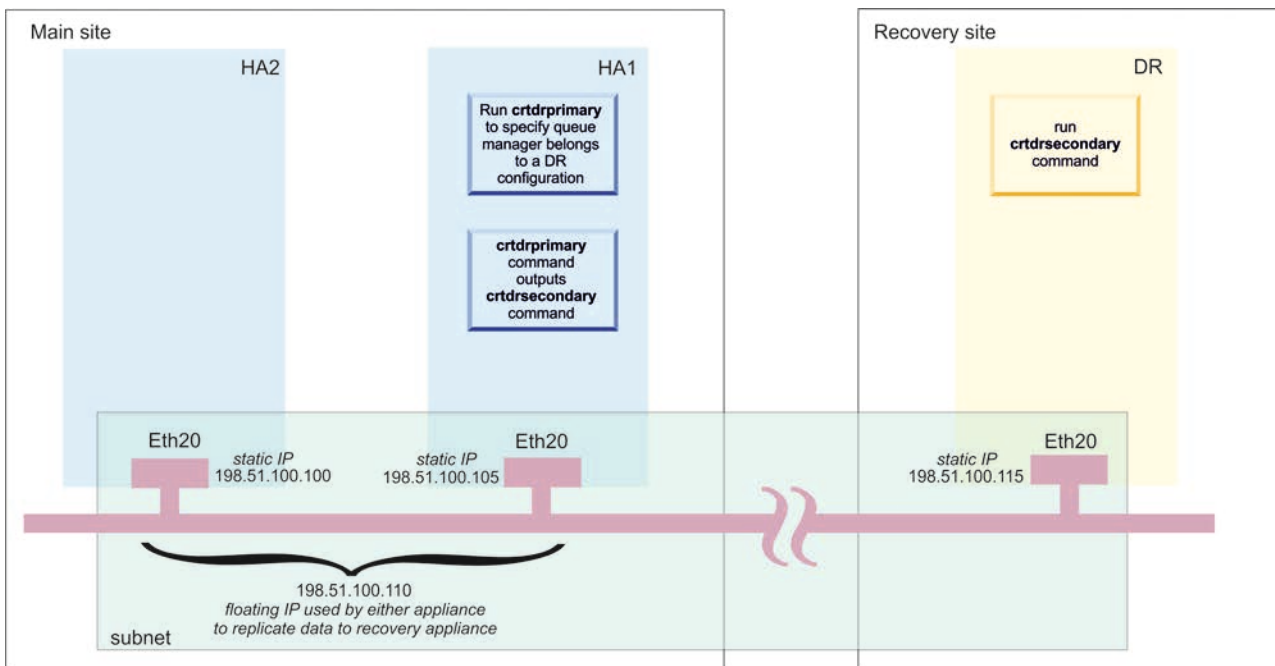 Main site
Recovery site
HA2
HA1
DR
Run crtdrprimary
to specify queue
manager belongs
to a DR
configuration
run
crtdrsecondary
command
crtdrprimary
command
outputs
crtdrsecondary
command
Eth20
static IP
198.51.100.100
static IP
198.51.100.105
Eth20
static IP
198.51.100.115
Eth20
198.51.100.110
floating IP used by either appliance
to replicate data to recovery appliance
subnet